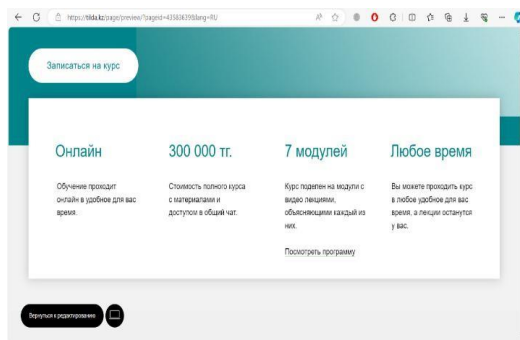 https://tilda.kz/page/preview/?pageid=43583639&lang=RU
Записаться на курс
Онлайн
Обучение проходит
онлайн в удобное для вас
время.
300 000 тг.
Стоимость полного курса
с материалами и
доступом в общий чат.
7 модулей
Курс поделен на модули с
видео лекциями,
объясняющими каждый из
них.
Посмотреть программу
Любое время
Вы можете проходить курс
в любое удобное для вас
время, а лекции останутся
у вас.
Вернуться к редактированию